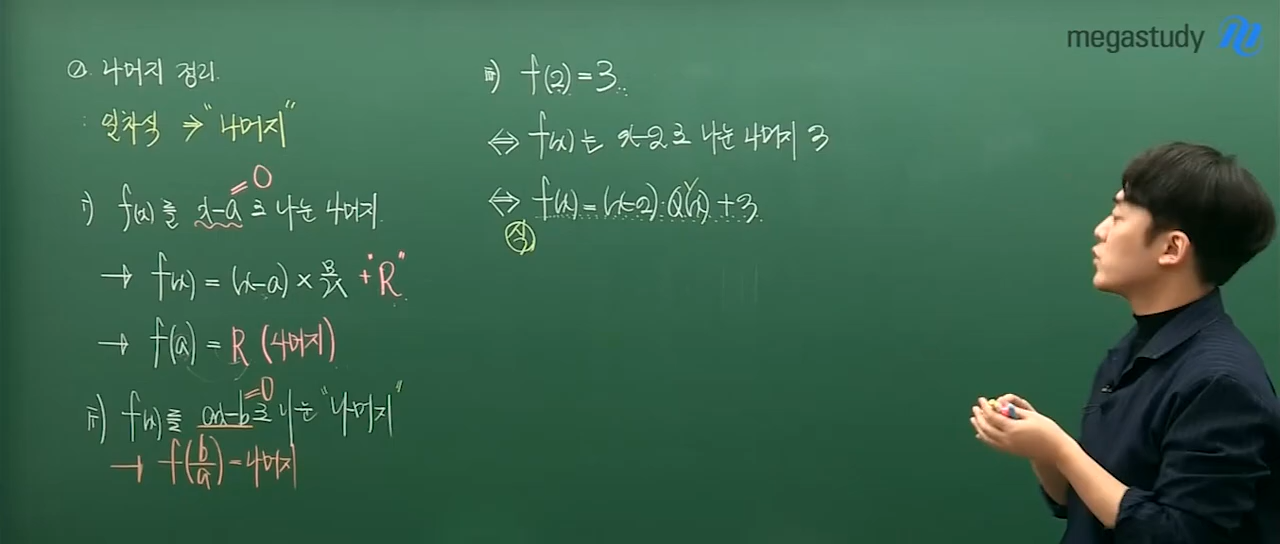 megastudy
② 나머지 정리.
: 일차식 ⇒ "나머지"
i) f(x)를 x-a로 나눈 나머지.
=0
→ f(x) = (x-a) × 몫 + "R"
→ f(a) = R (나머지)
ii) f(x)를 ax-b로 나눈 "나머지"
=0
→ f(b/a) = 나머지
iii) f(2) = 3
⇔ f(x)는 x-2로 나눈 나머지 3
⇔ f(x) = (x-2)·Q(x) + 3
식